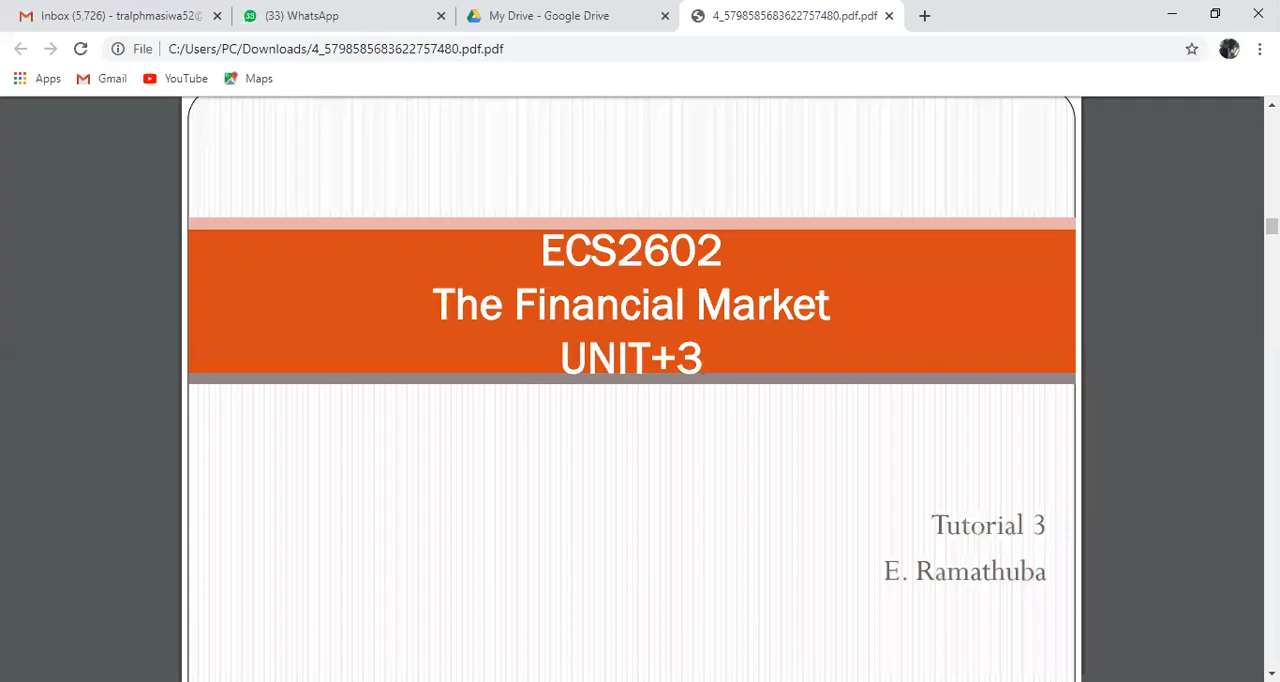 Inbox (5,726) - tralphmasiwa52@
(33) WhatsApp
My Drive - Google Drive
4_5798585683622757480.pdf.pdf
File
C:/Users/PC/Downloads/4_5798585683622757480.pdf.pdf
Apps
Gmail
YouTube
Maps
ECS2602
The Financial Market
UNIT+3
Tutorial 3
E. Ramathuba